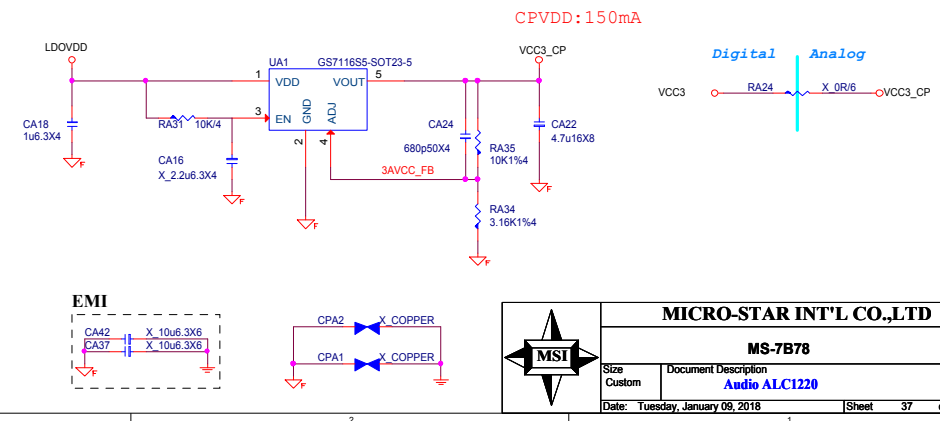 CPVDD:150mA
LDOVDD
UA1
GS7116S5-SOT23-5
VCC3_CP
1
VDD
VOUT
5
3
EN
GND
ADJ
2
4
CA18
1u6.3X4
RA31
10K/4
CA16
X_2.2u6.3X4
CA24
680p50X4
RA35
10K1%4
CA22
4.7u16X8
3AVCC_FB
RA34
3.16K1%4
F
F
F
F
F
F
Digital
Analog
VCC3
RA24
X_0R/6
VCC3_CP
EMI
CA42
X_10u6.3X6
CA37
X_10u6.3X6
F
CPA2
X_COPPER
CPA1
X_COPPER
F
MSI
MICRO-STAR INT'L CO.,LTD
MS-7B78
Size
Custom
Document Description
Audio ALC1220
Date: Tuesday, January 09, 2018
Sheet 37
2
1